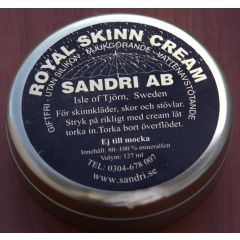 ROYAL SKINN CREAM
GIFTFRI - UTAN SILIKON - MJUKGÖRANDE - VATTENAVSTÖTANDE
SANDRI AB
Isle of Tjörn, Sweden
För skinnkläder, skor och stövlar.
Stryk på rikligt med cream låt
torka in. Torka bort överflödet.
Ej till mocka
Innehåll: 80-100 % mineralfen
Volym: 127 ml
TEL: 0304-678 007
www.sandri.se